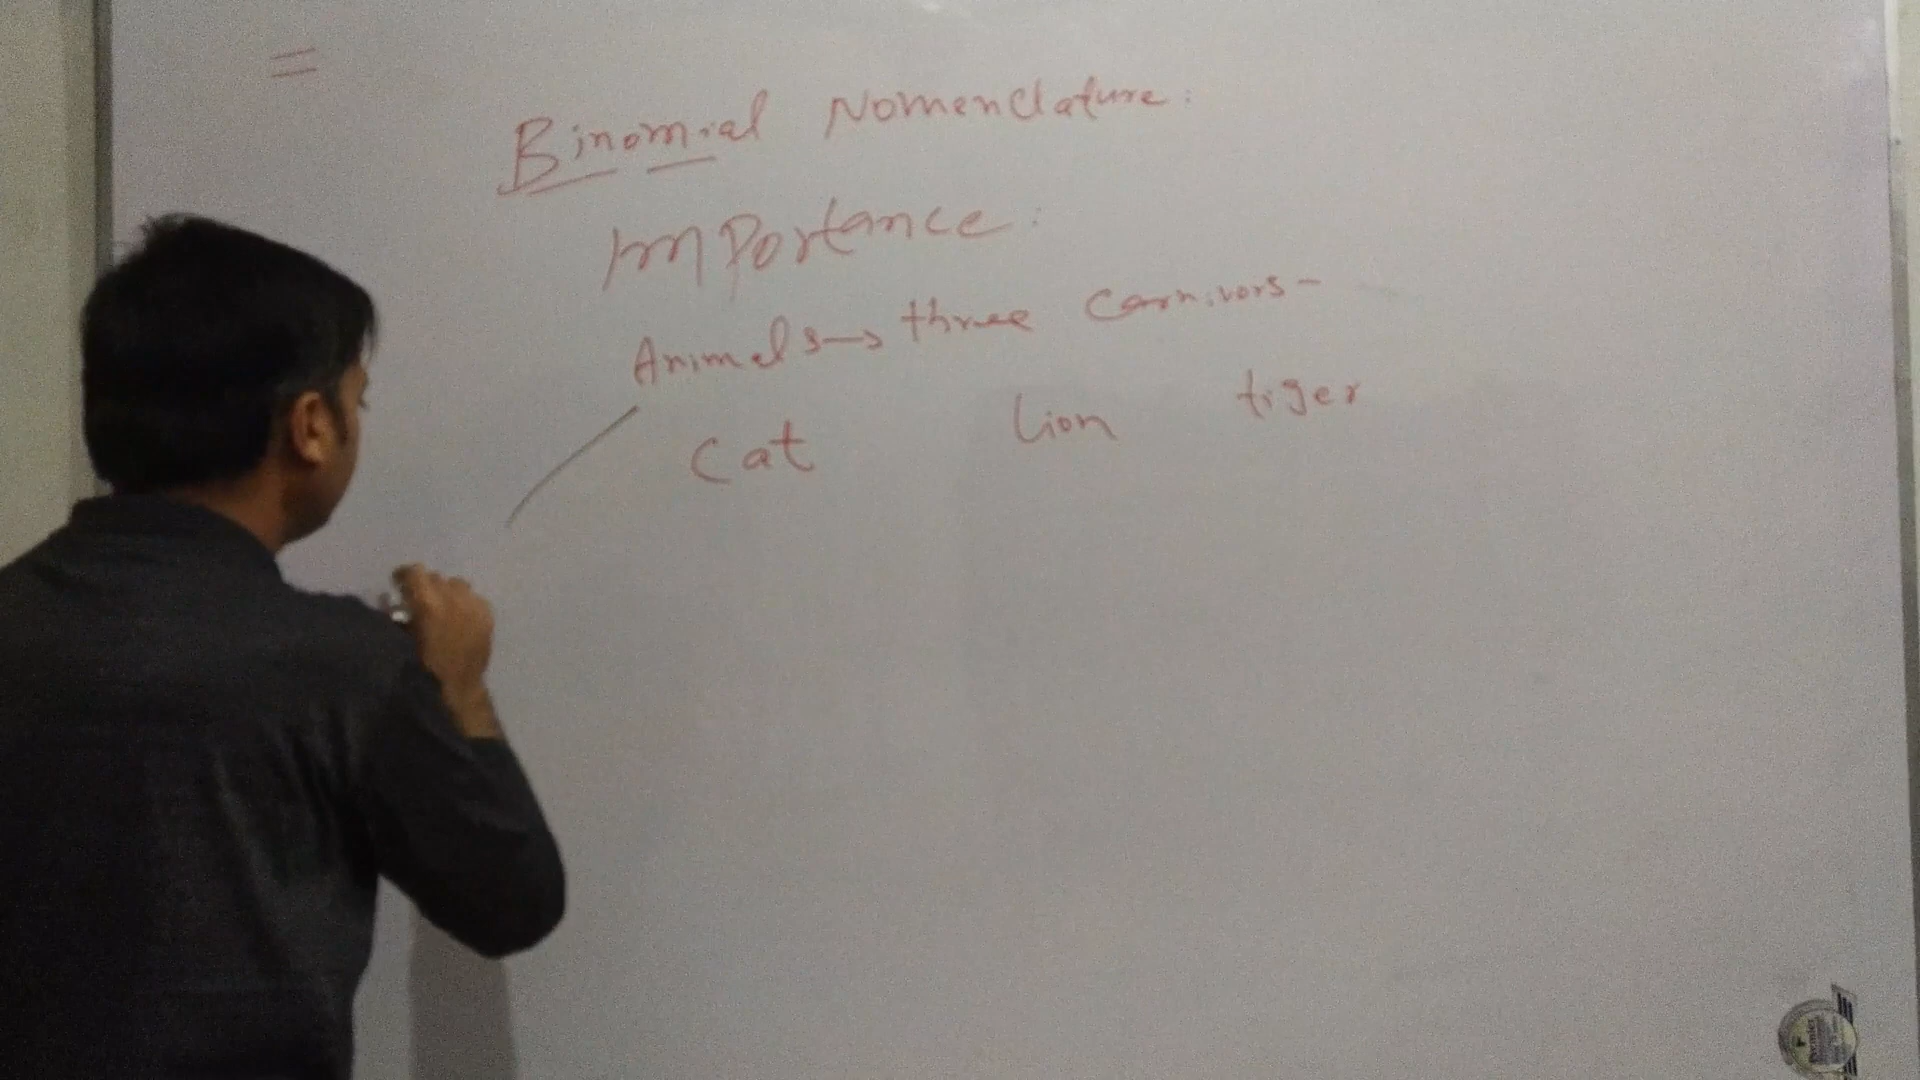 =
Binomial Nomenclature:
Importance:
Animals → three Carnivors -
Cat lion tiger